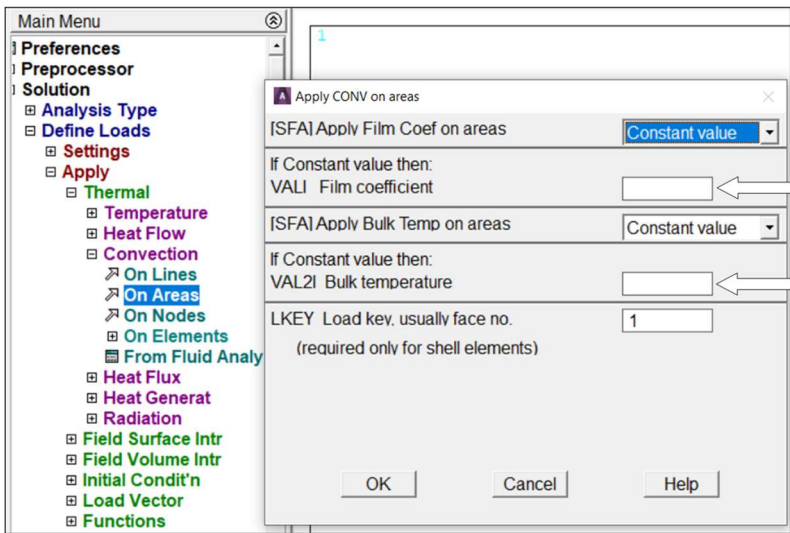 Main Menu
Preferences
Preprocessor
Solution
Analysis Type
Define Loads
Settings
Apply
Thermal
Temperature
Heat Flow
Convection
On Lines
On Areas
On Nodes
On Elements
From Fluid Analy
Heat Flux
Heat Generat
Radiation
Field Surface Intr
Field Volume Intr
Initial Condit'n
Load Vector
Functions
1
Apply CONV on areas
[SFA] Apply Film Coef on areas Constant value
If Constant value then:
VALI Film coefficient
[SFA] Apply Bulk Temp on areas Constant value
If Constant value then:
VAL2I Bulk temperature
LKEY Load key, usually face no. 1
(required only for shell elements)
OK Cancel Help